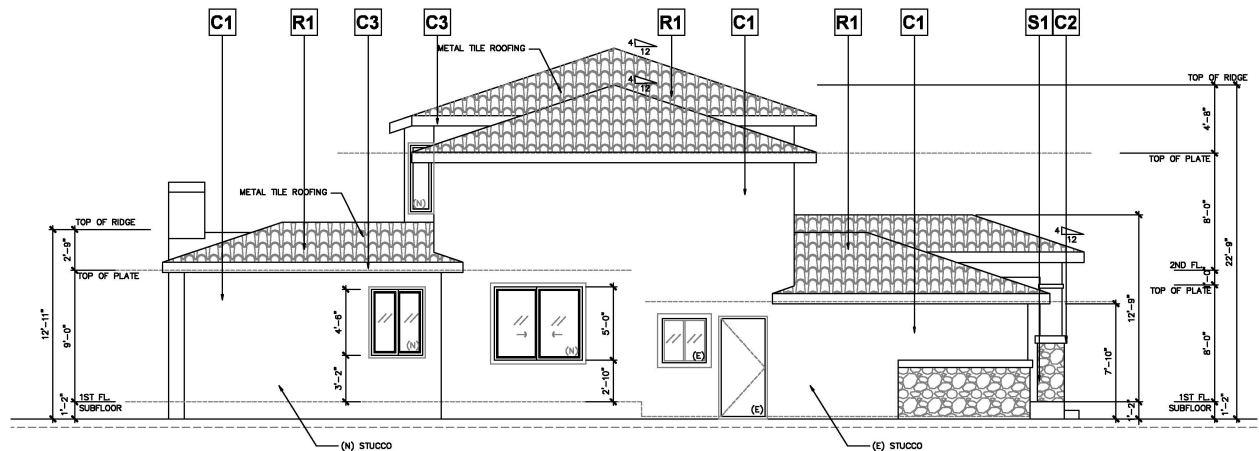 C1
R1
C3
C3
R1
C1
R1
C1
S1
C2
METAL TILE ROOFING
4
12
4
12
TOP OF RIDGE
4'-8"
TOP OF PLATE
METAL TILE ROOFING
(N)
TOP OF RIDGE
2'-9"
TOP OF PLATE
4
12
8'-0"
22'-9"
2ND FL.
TOP OF PLATE
12'-11"
9'-0"
4'-6"
(N)
5'-0"
(N)
(E)
12'-9"
8'-0"
7'-10"
3'-2"
2'-10"
1ST FL.
SUBFLOOR
1'-2"
(E)
1'-2"
1ST FL.
SUBFLOOR
1'-2"
(N) STUCCO
(E) STUCCO